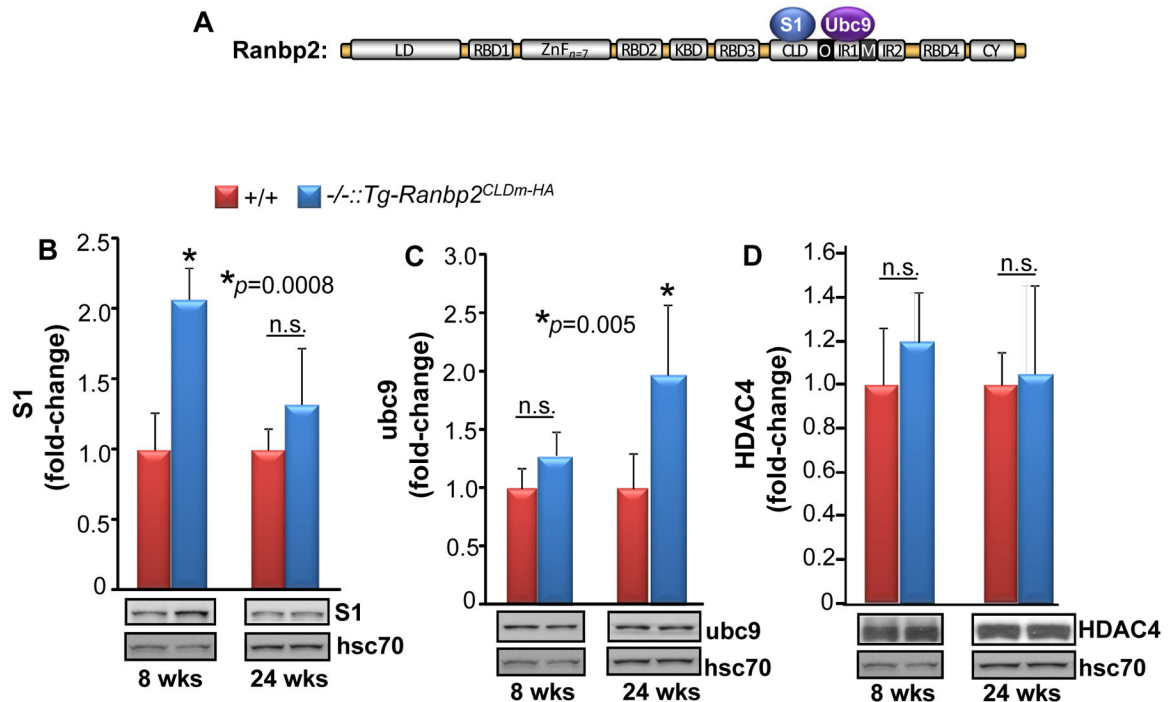 A
S1
Ubc9
Ranbp2:
LD
RBD1
ZnFn=7
RBD2
KBD
RBD3
CLD
O
IR1
M
IR2
RBD4
CY
+/+
-/-::Tg-Ranbp2CLDm-HA
B
S1
(fold-change)
2.5
2.0
1.5
1.0
0.5
0
*
*p=0.0008
n.s.
S1
hsc70
8 wks
24 wks
C
ubc9
(fold-change)
3.0
2.5
2.0
1.5
1.0
0.5
0
n.s.
*p=0.005
*
ubc9
hsc70
8 wks
24 wks
D
HDAC4
(fold-change)
1.6
1.4
1.2
1.0
0.8
0.6
0.4
0.2
0
n.s.
n.s.
HDAC4
hsc70
8 wks
24 wks